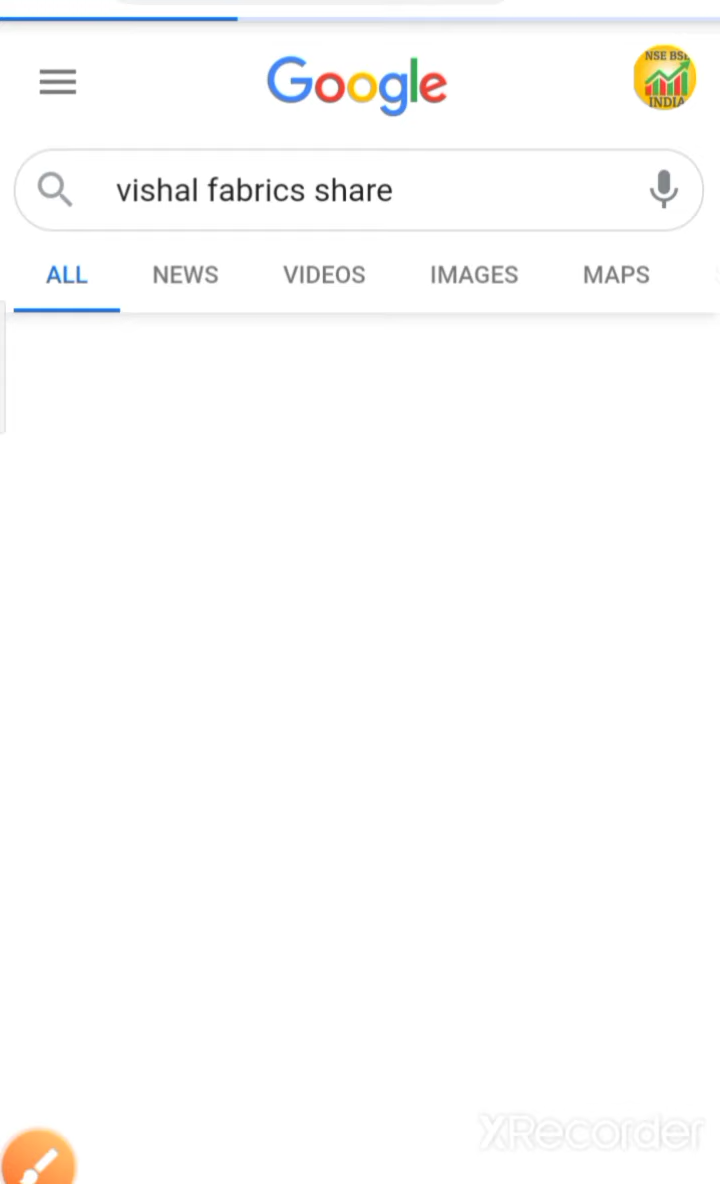 Google
NSE BSE
INDIA
vishal fabrics share
ALL NEWS VIDEOS IMAGES MAPS
XRecorder